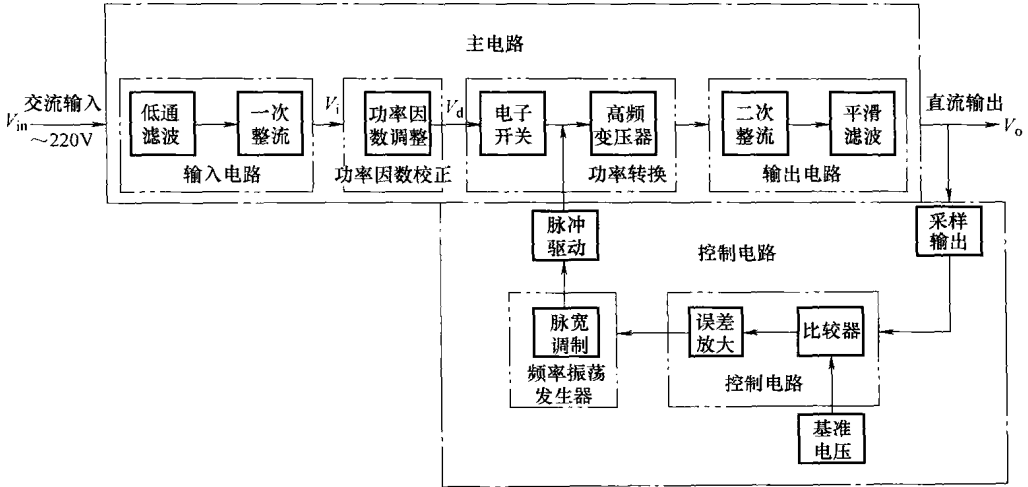 主电路
交流输入
Vin
～220V
低通
滤波
一次
整流
输入电路
Vi
功率因
数调整
功率因数校正
Vd
电子
开关
高频
变压器
功率转换
二次
整流
平滑
滤波
输出电路
直流输出
Vo
脉冲
驱动
控制电路
采样
输出
脉宽
调制
频率振荡
发生器
误差
放大
比较器
控制电路
基准
电压